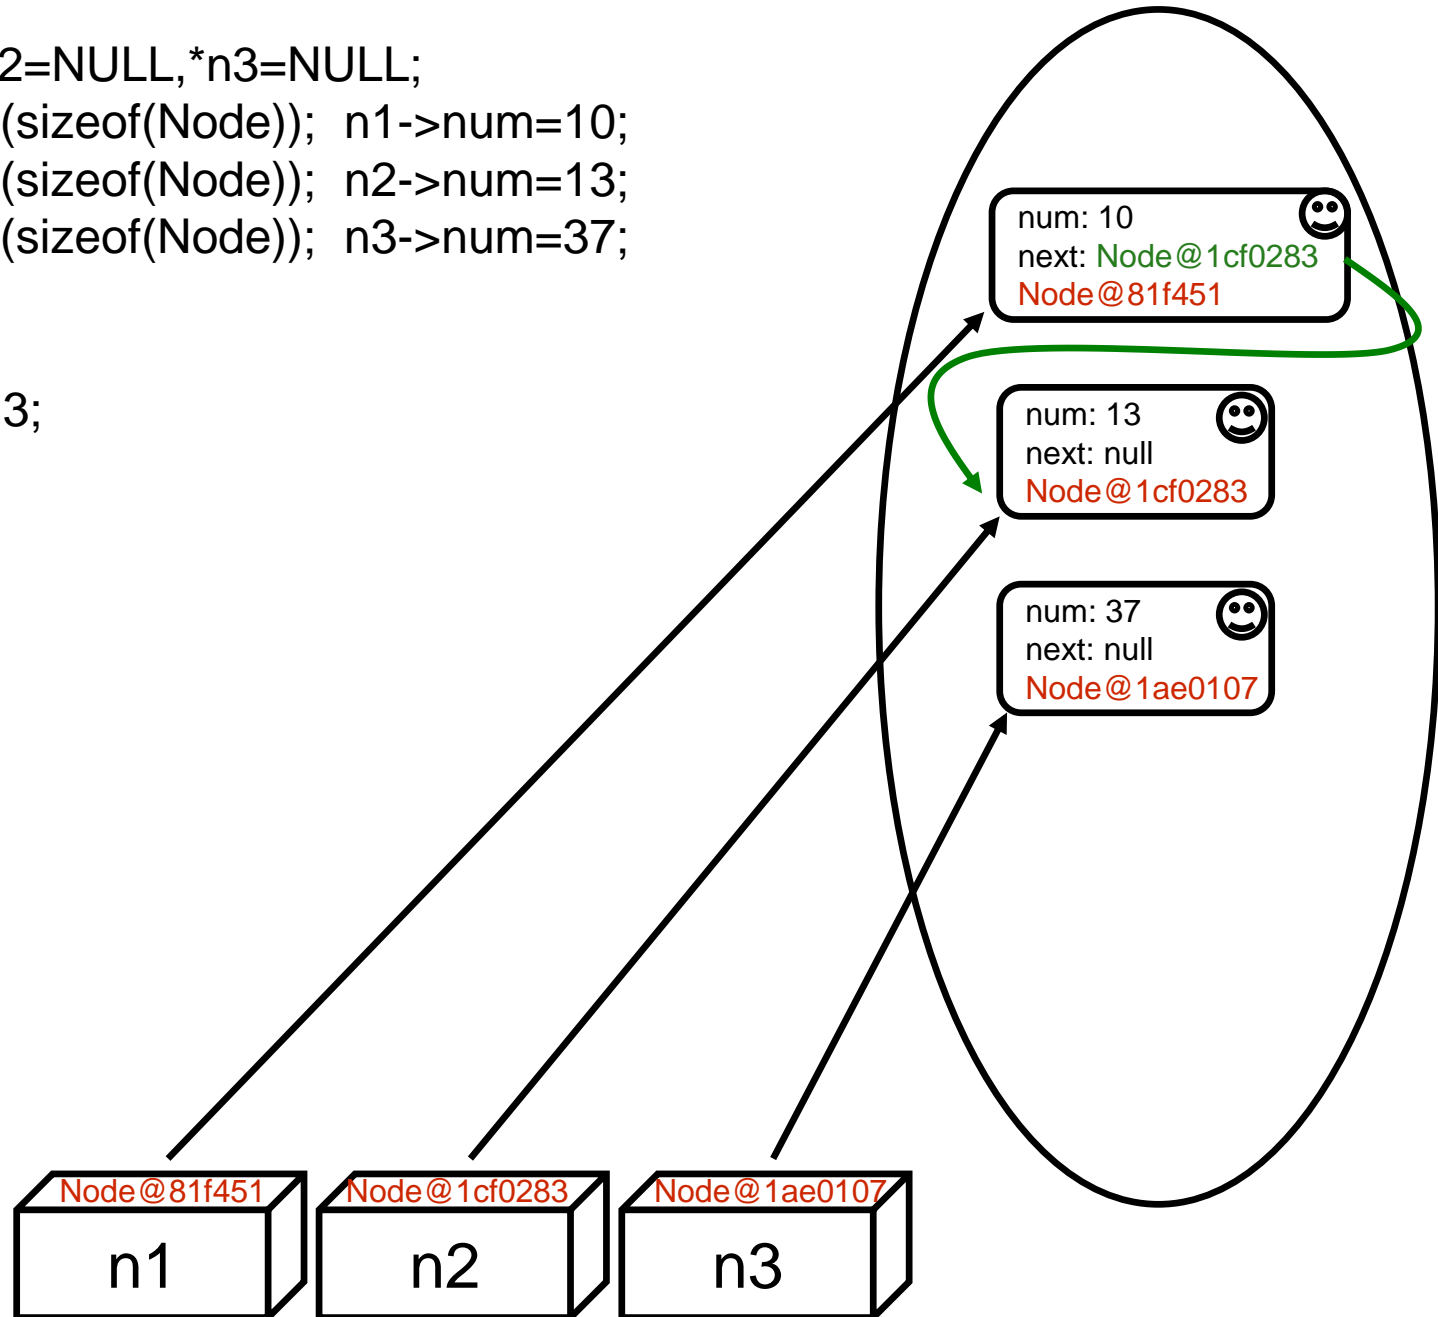 2=NULL,*n3=NULL;
(sizeof(Node)); n1->num=10;
(sizeof(Node)); n2->num=13;
(sizeof(Node)); n3->num=37;
3;
num: 10
next: Node@1cf0283
Node@81f451
num: 13
next: null
Node@1cf0283
num: 37
next: null
Node@1ae0107
Node@81f451
Node@1cf0283
Node@1ae0107
n1
n2
n3